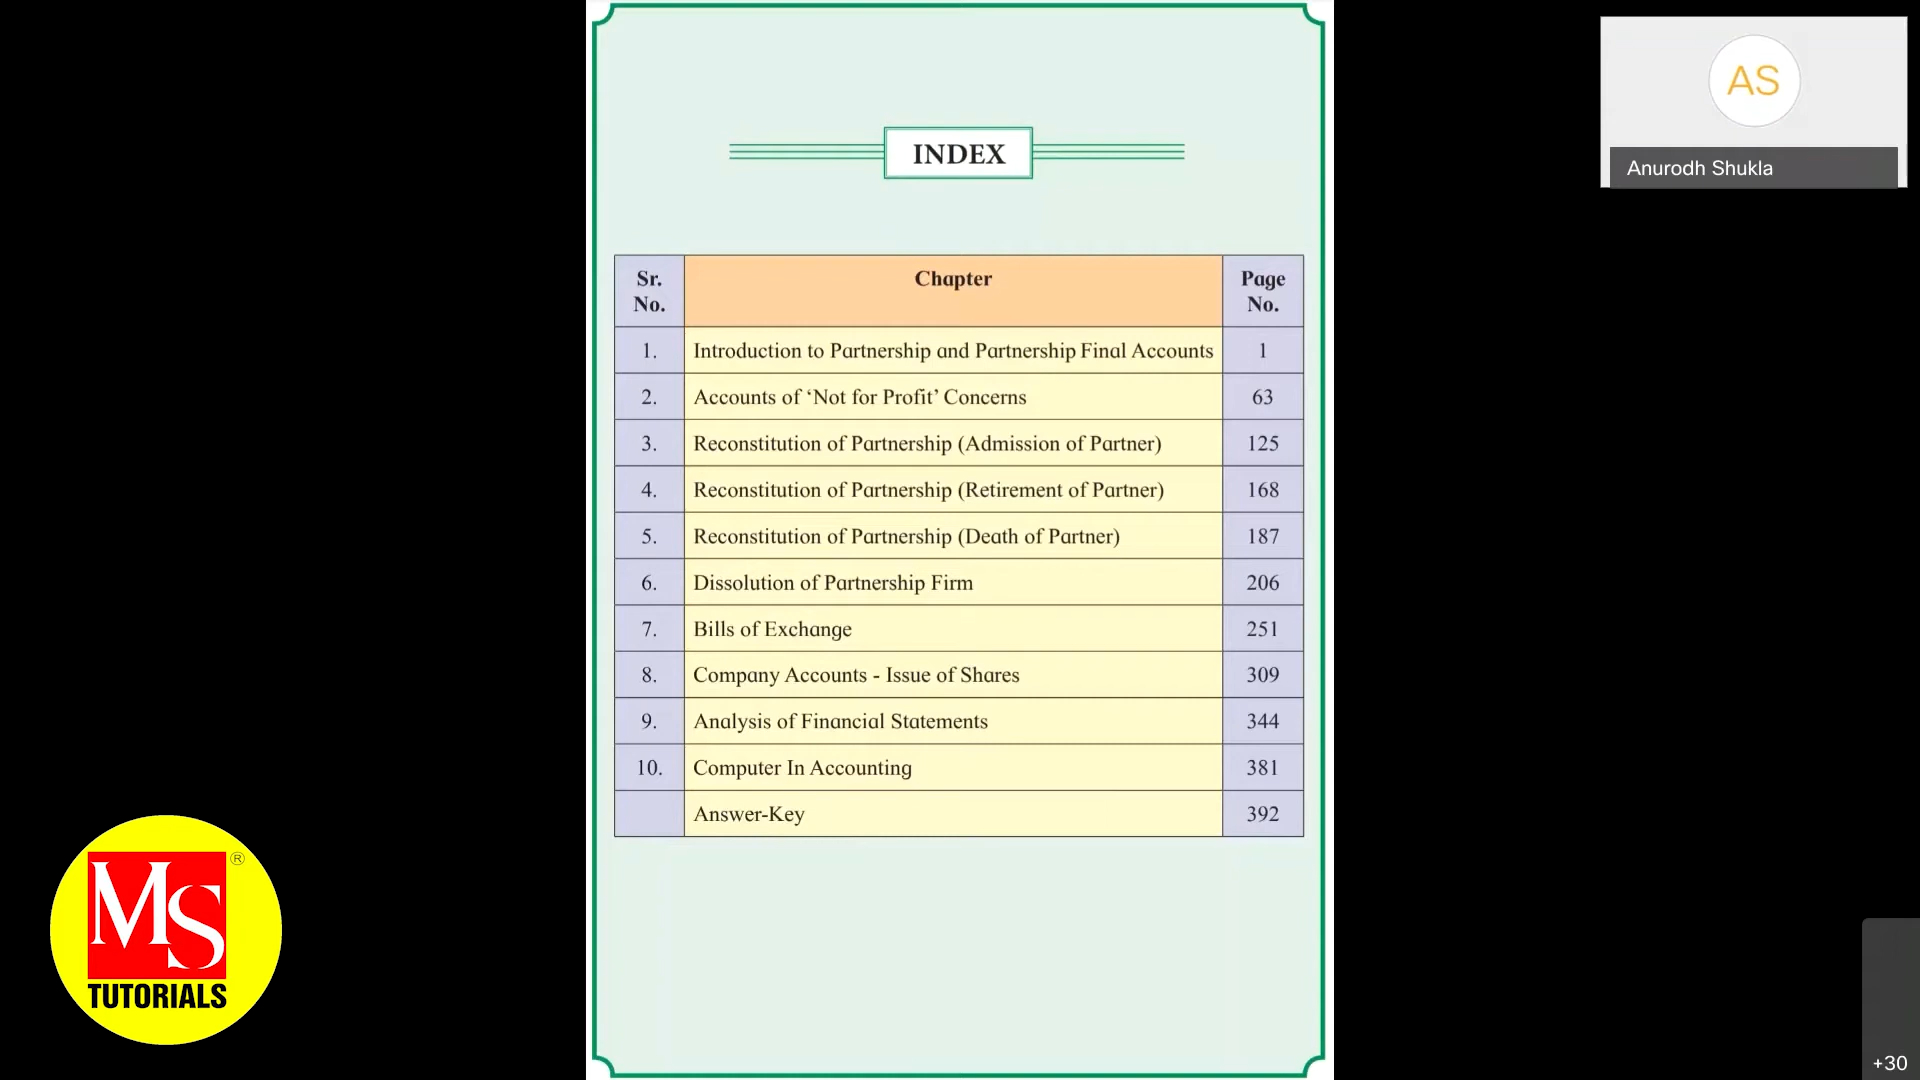 INDEX
Sr. No. Chapter Page No.
1. Introduction to Partnership and Partnership Final Accounts 1
2. Accounts of ‘Not for Profit’ Concerns 63
3. Reconstitution of Partnership (Admission of Partner) 125
4. Reconstitution of Partnership (Retirement of Partner) 168
5. Reconstitution of Partnership (Death of Partner) 187
6. Dissolution of Partnership Firm 206
7. Bills of Exchange 251
8. Company Accounts - Issue of Shares 309
9. Analysis of Financial Statements 344
10. Computer In Accounting 381
Answer-Key 392
AS
Anurodh Shukla
MS ®
TUTORIALS
+30